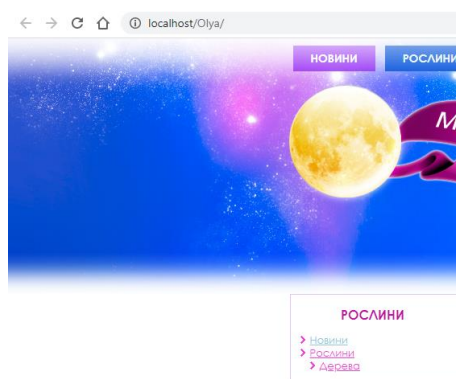 localhost/Olya/
НОВИНИ РОСЛИНИ
М
РОСЛИНИ
Новини
Рослини
Дерева